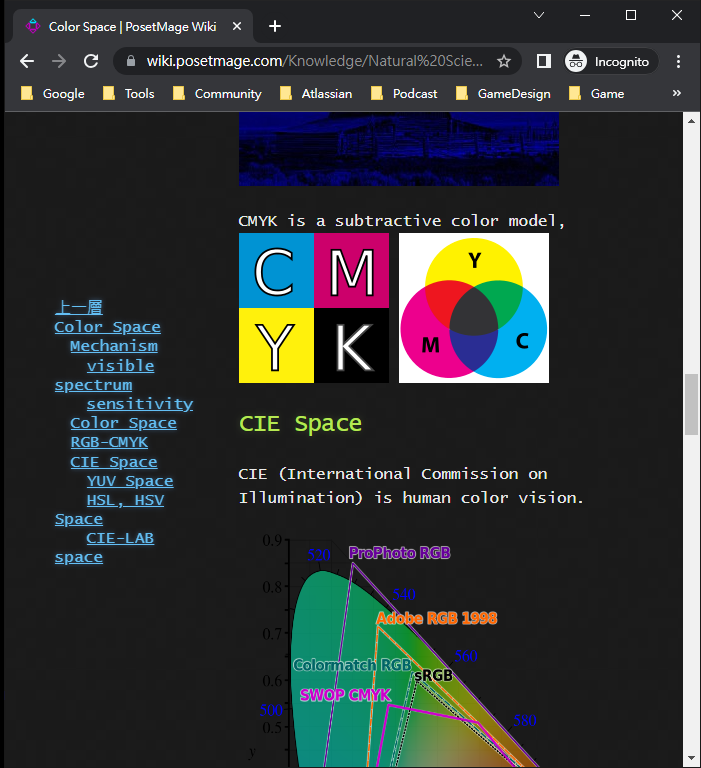 Color Space | PosetMage Wiki
wiki.posetmage.com/Knowledge/Natural%20Scie...
Incognito
Google
Tools
Community
Atlassian
Podcast
GameDesign
Game
»
上一層
Color Space
Mechanism
visible
spectrum
sensitivity
Color Space
RGB-CMYK
CIE Space
YUV Space
HSL, HSV
Space
CIE-LAB
space
CMYK is a subtractive color model,
C M
Y K
Y
M
C
CIE Space
CIE (International Commission on
Illumination) is human color vision.
0.9
520
ProPhoto RGB
0.8
540
Adobe RGB 1998
0.7
560
Colormatch RGB
sRGB
0.6
SWOP CMYK
500
580
0.5
y